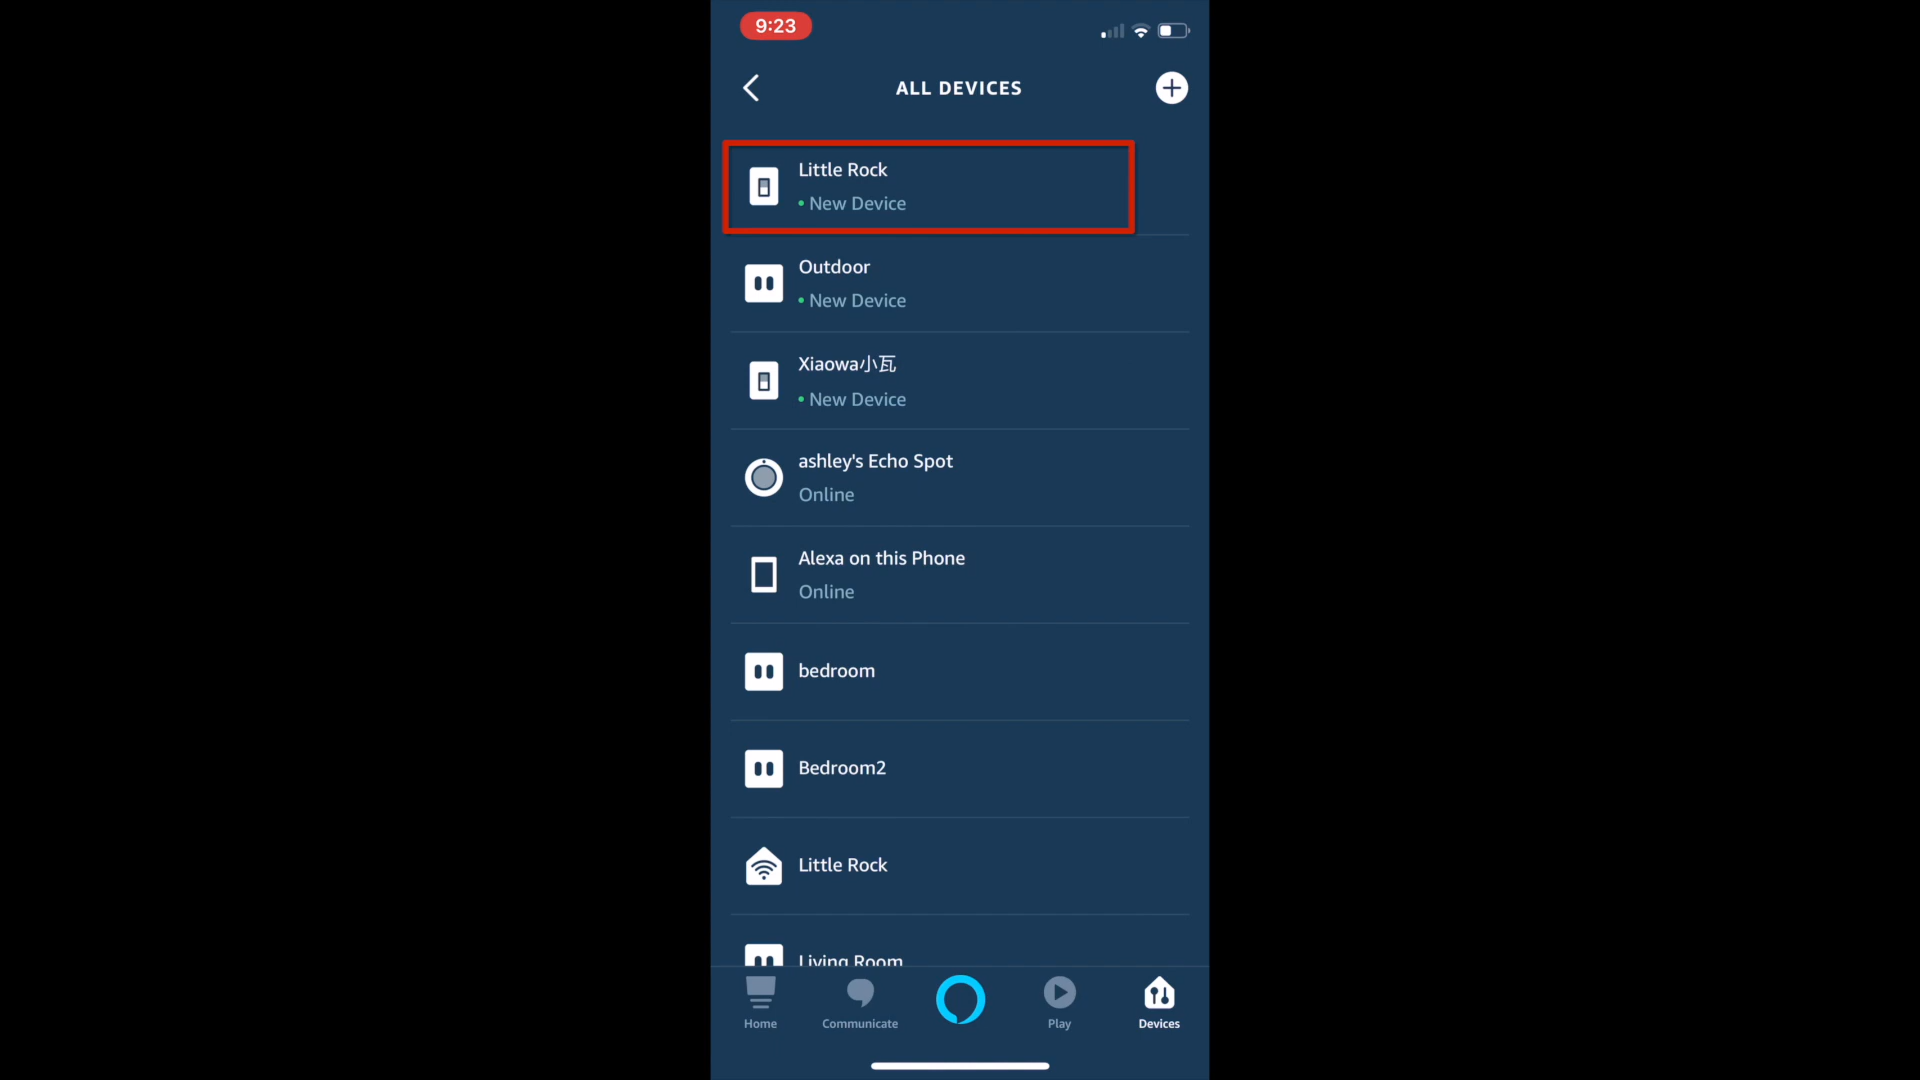 9:23
ALL DEVICES
Little Rock
New Device
Outdoor
New Device
Xiaowa小瓦
New Device
ashley's Echo Spot
Online
Alexa on this Phone
Online
bedroom
Bedroom2
Little Rock
Living Room
Home
Communicate
Play
Devices